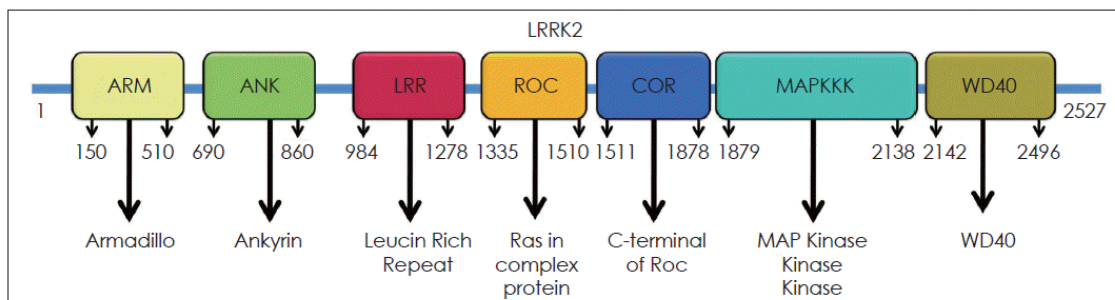 LRRK2
ARM ANK LRR ROC COR MAPKKK WD40
1 2527
150 510 690 860 984 1278 1335 1510 1511 1878 1879 2138 2142 2496
Armadillo Ankyrin Leucin Rich Ras in C-terminal MAP Kinase WD40
Repeat complex of Roc Kinase
protein Kinase